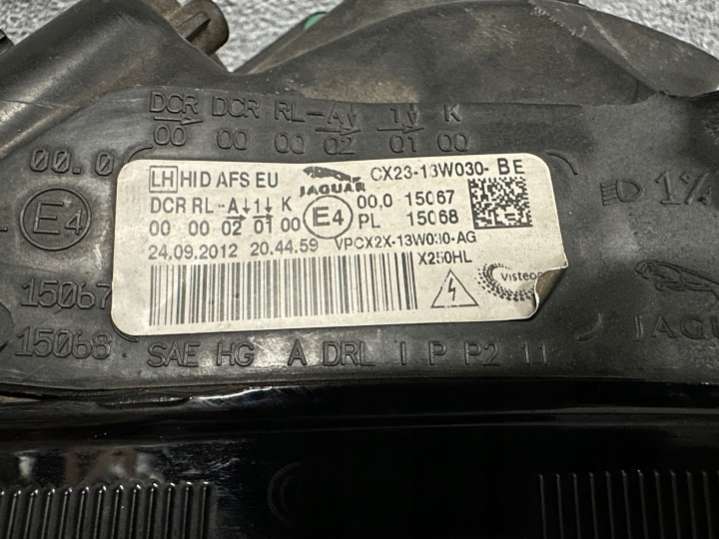 DCR DCR RL-A 1 K
00 00 00 02 01 00
00.0
LH HID AFS EU JAGUAR CX23-13W030- BE
DCR RL-A 1 K E4 00.0 15067
00 00 02 01 00 PL 15068
24.09.2012 20.44.59 VPCX2X-13W030-AG
X250HL
Visteon
E4
15067
15068
SAE HG A DRL I P P2 11
1%
JAGUAR